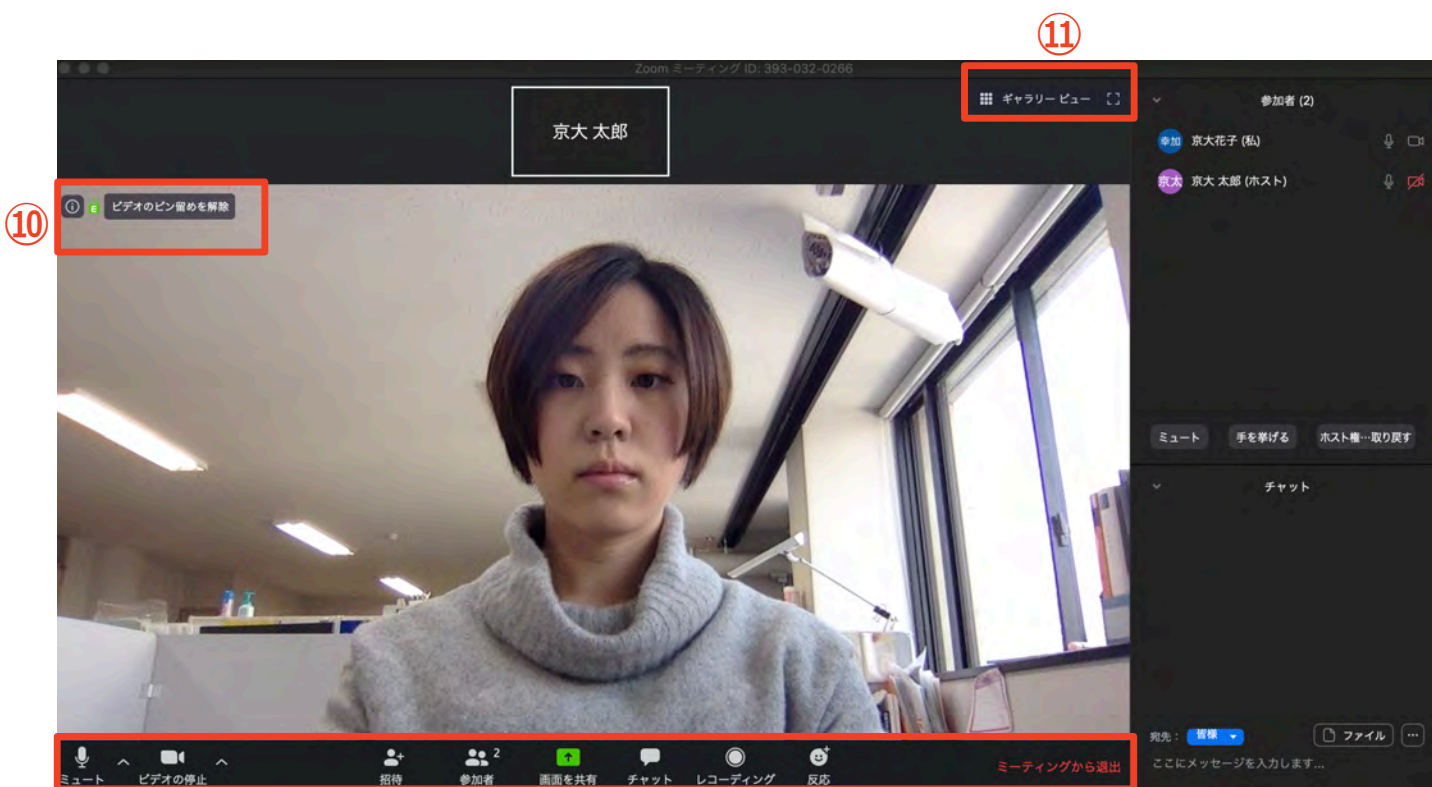 ⑪
Zoom ミーティング ID: 393-032-0266
ギャラリー ビュー
参加者 (2)
京大 太郎
幸加 京大花子 (私)
京太 京大 太郎 (ホスト)
⑩
E ビデオのピン留めを解除
ミュート 手を挙げる ホスト権…取り戻す
チャット
宛先： 皆様 ファイル
ここにメッセージを入力します...
2
ミュート ビデオの停止 招待 参加者 画面を共有 チャット レコーディング 反応 ミーティングから退出